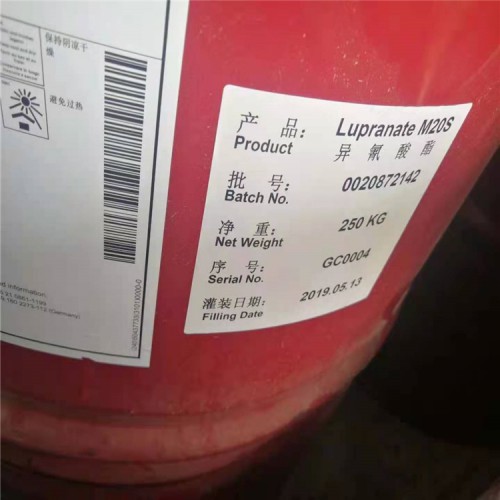 保持阴凉干
燥
避免过热
产 品: Lupranate M20S
Product 异氰酸酯
批 号: 0020872142
Batch No.
净 重: 250 KG
Net Weight
序 号: GC0004
Serial No.
灌装日期: 2019.05.13
Filling Date
information:
(Germany)